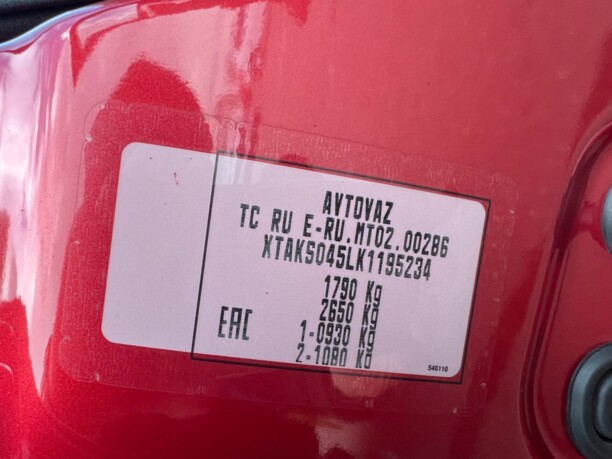 AVTOVAZ
TC RU E-RU.MT02.00286
XTAKS045LK1195234
1790 Kg
2650 Kg
EAC
1-0930 Kg
2-1080 Kg
546110